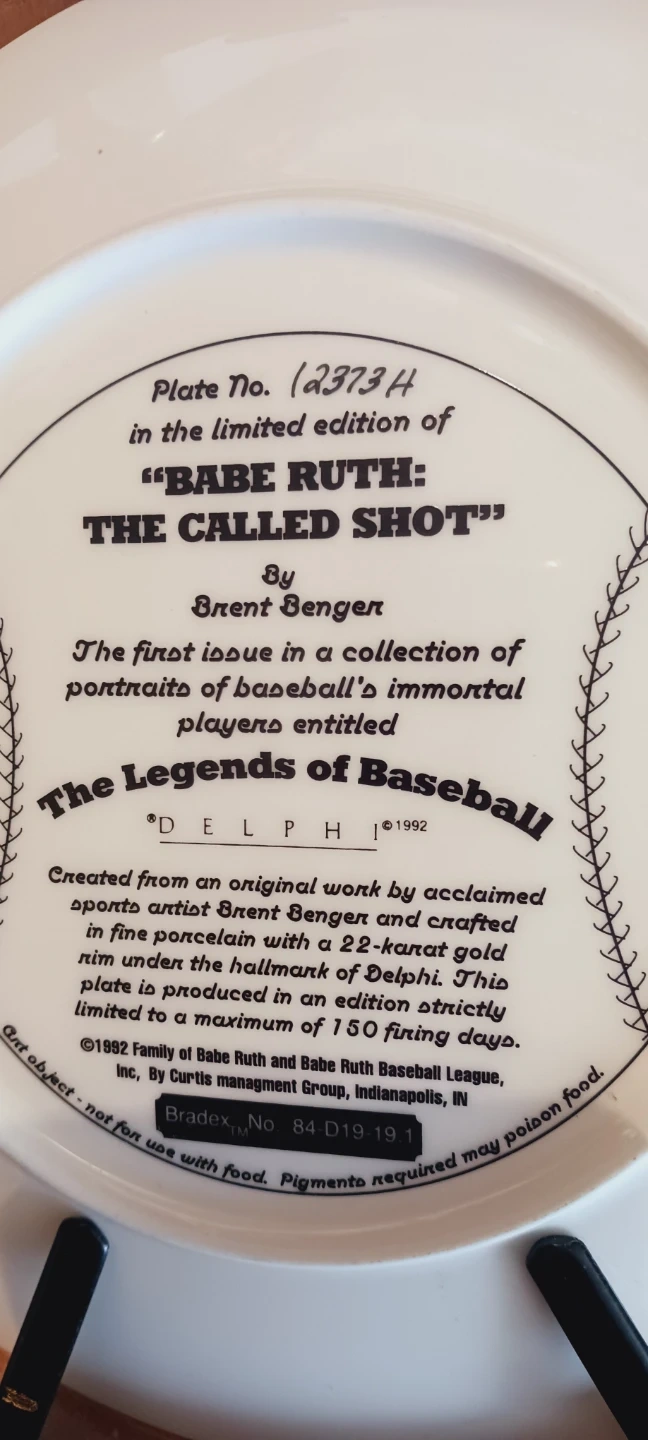 Plate No. 12373H
in the limited edition of
“BABE RUTH:
THE CALLED SHOT”
By
Brent Benger
The first issue in a collection of
portraits of baseball's immortal
players entitled
The Legends of Baseball
®DELPHI©1992
Created from an original work by acclaimed
sports artist Brent Benger and crafted
in fine porcelain with a 22-karat gold
rim under the hallmark of Delphi. This
plate is produced in an edition strictly
limited to a maximum of 150 firing days.
©1992 Family of Babe Ruth and Babe Ruth Baseball League,
Inc, By Curtis managment Group, Indianapolis, IN
Bradex™ No. 84-D19-19.1
Art object - not for use with food. Pigments required may poison food.